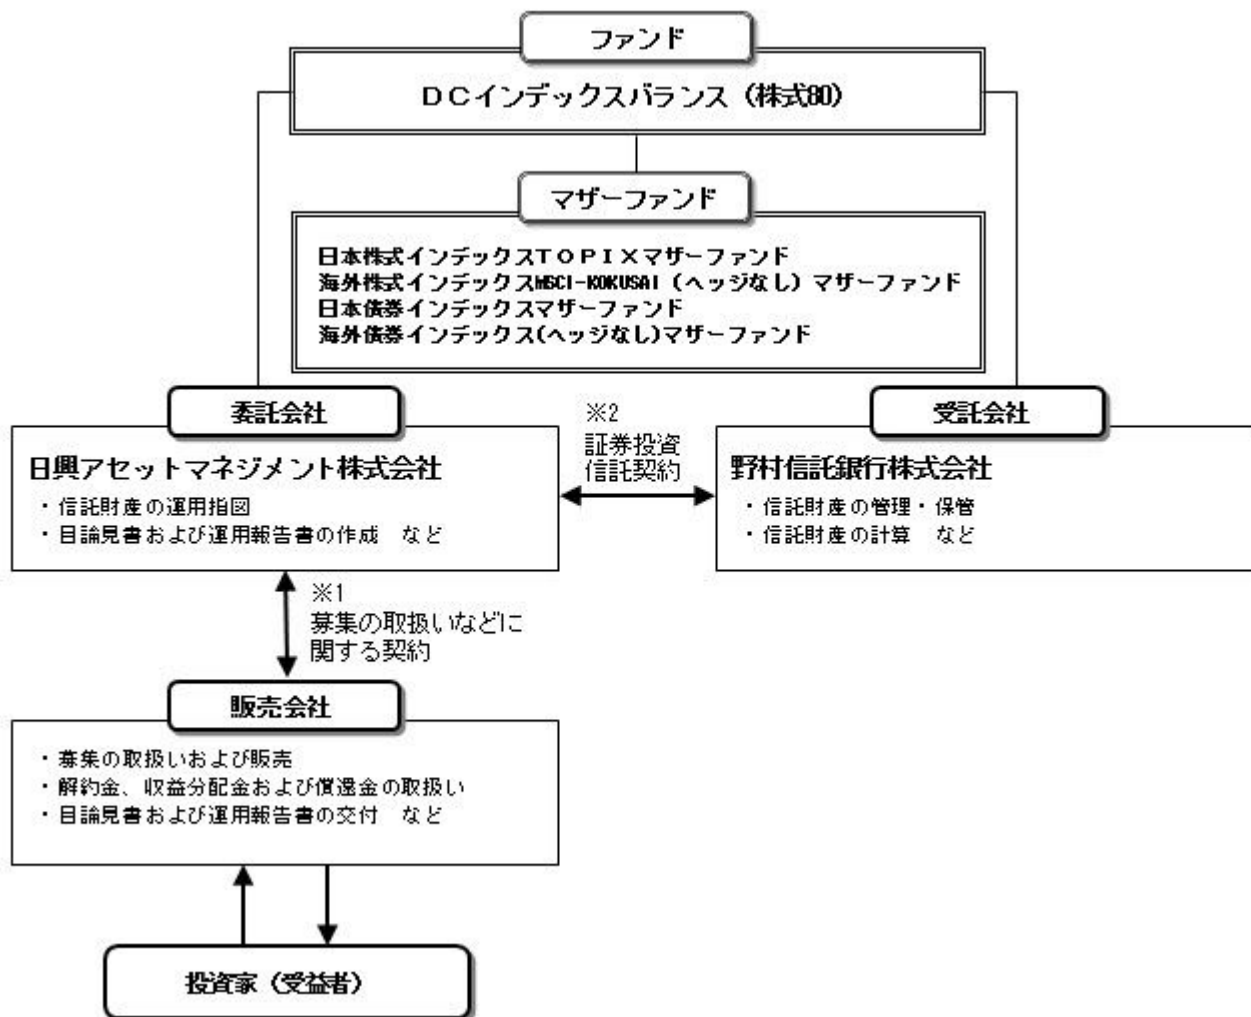 ファンド
DCインデックスバランス（株式80）
マザーファンド
日本株式インデックスTOPIXマザーファンド
海外株式インデックスMSCI-KOKUSAI（ヘッジなし）マザーファンド
日本債券インデックスマザーファンド
海外債券インデックス(ヘッジなし)マザーファンド
委託会社
日興アセットマネジメント株式会社
・信託財産の運用指図
・目論見書および運用報告書の作成　など
※2
証券投資
信託契約
受託会社
野村信託銀行株式会社
・信託財産の管理・保管
・信託財産の計算　など
※1
募集の取扱いなどに
関する契約
販売会社
・募集の取扱いおよび販売
・解約金、収益分配金および償還金の取扱い
・目論見書および運用報告書の交付　など
投資家（受益者）